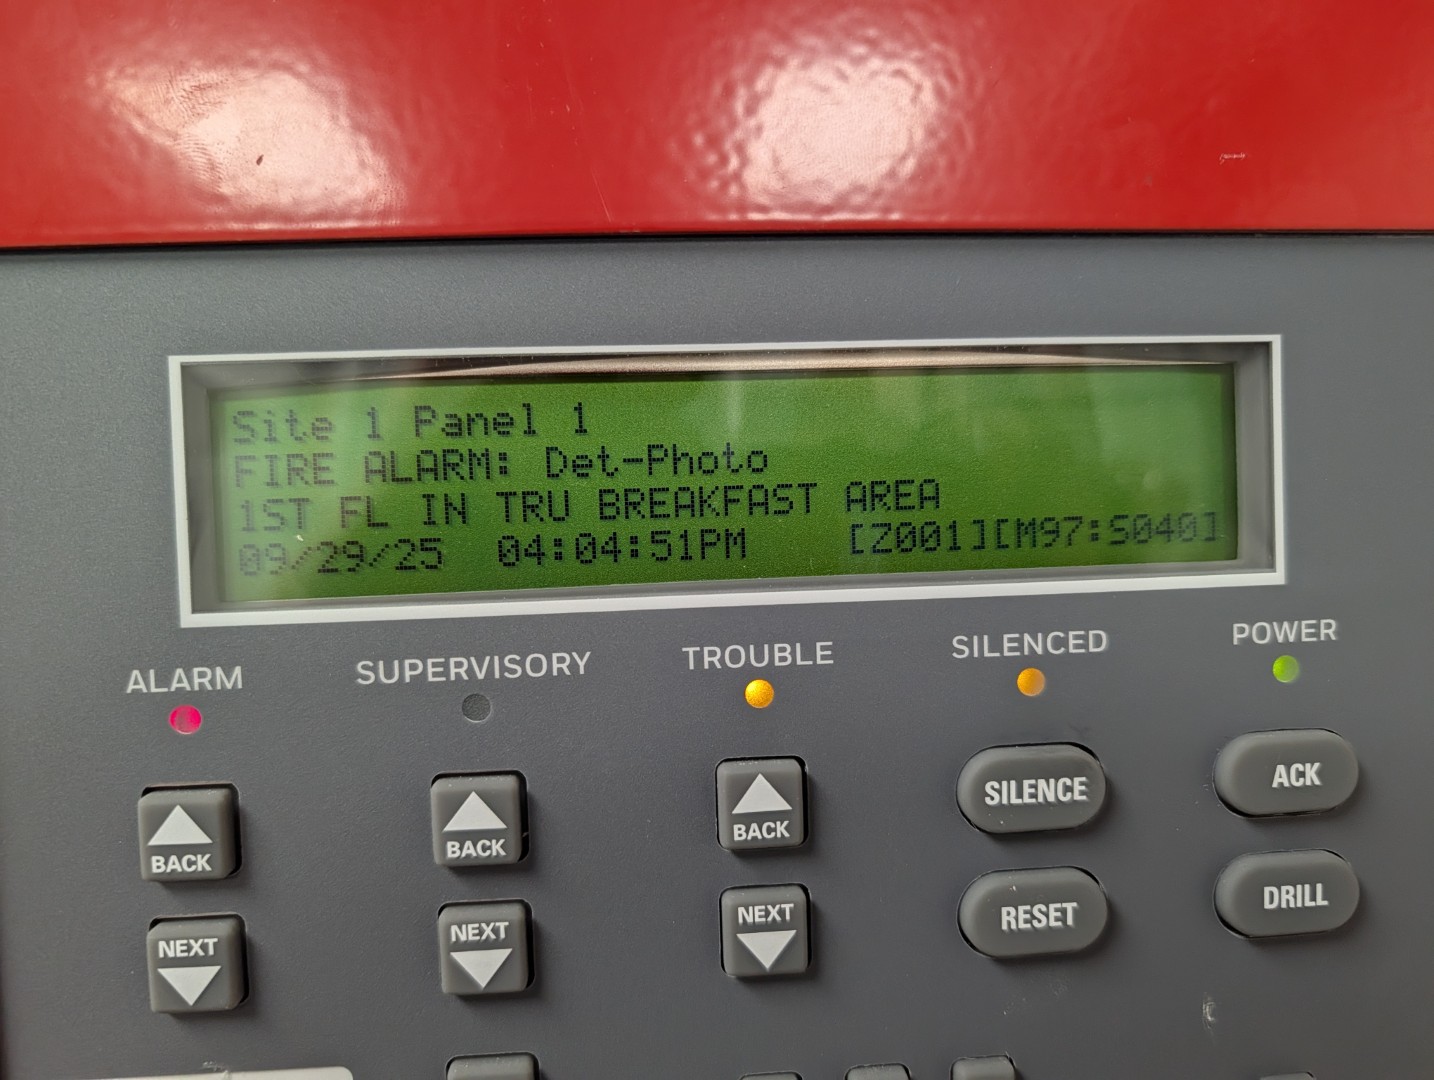 Site 1 Panel 1
FIRE ALARM: Det-Photo
1ST FL IN TRU BREAKFAST AREA
09/29/25 04:04:51PM [Z001][M97:S040]
ALARM SUPERVISORY TROUBLE SILENCED POWER
BACK BACK BACK SILENCE ACK
NEXT NEXT NEXT RESET DRILL